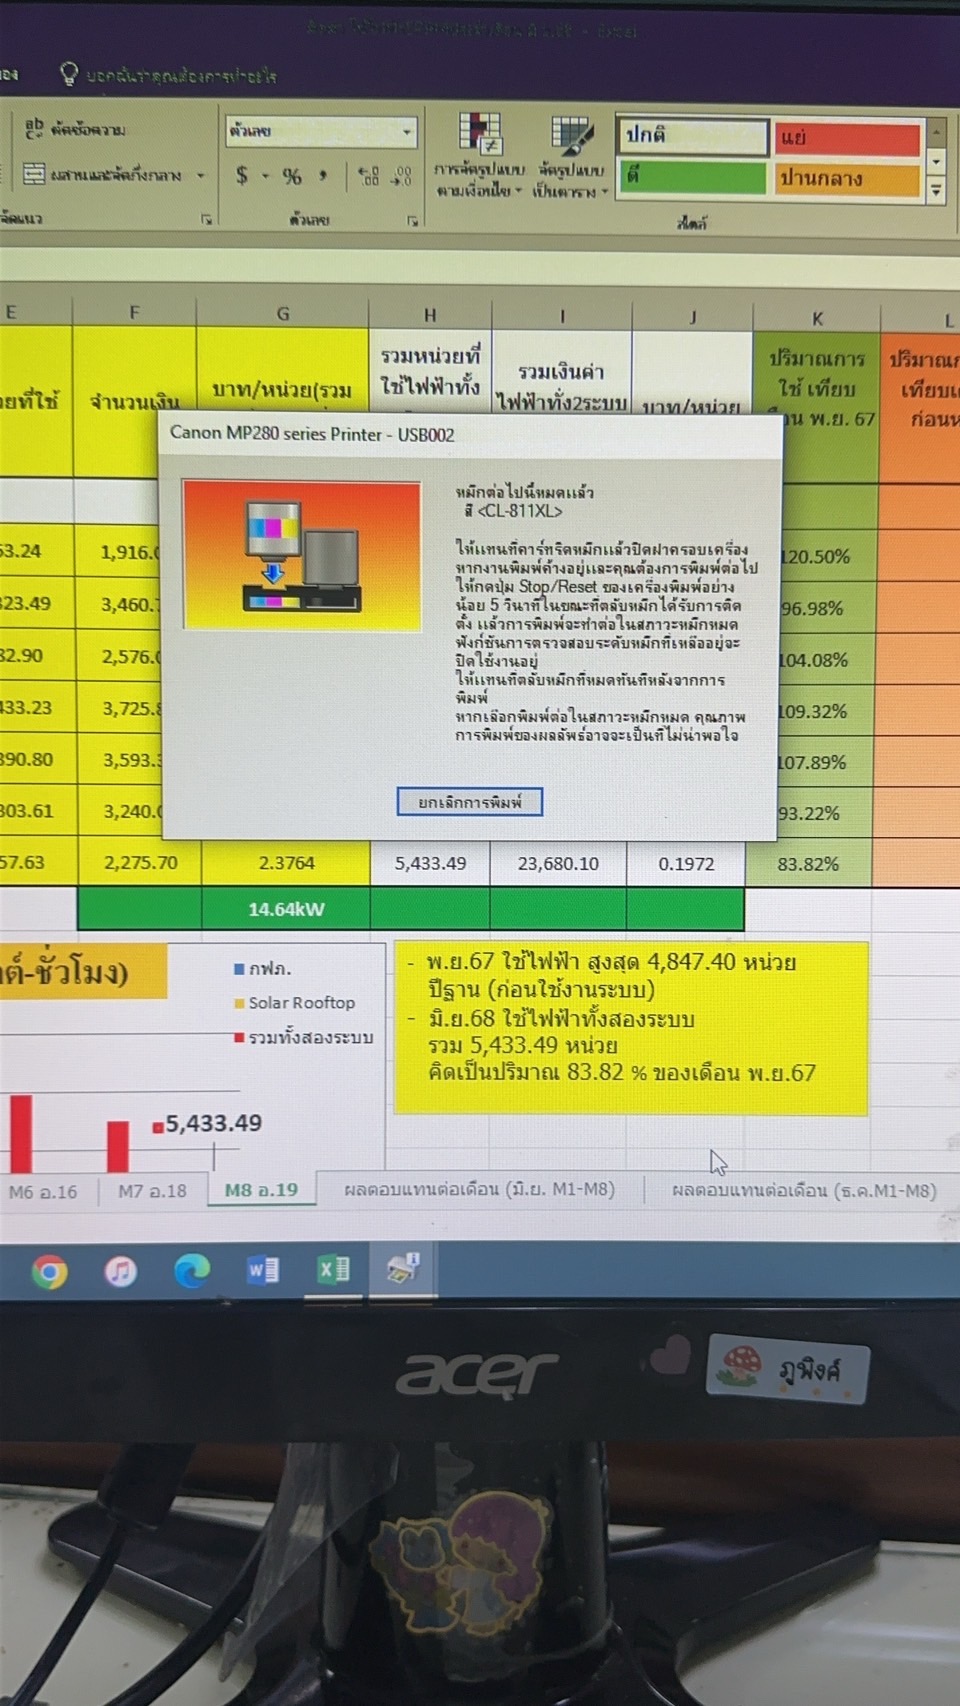 บอกฉันว่าคุณต้องการทำอะไร
ตัดข้อความ
ตัวเลข
ผสานและจัดกึ่งกลาง
$ % ,
การจัดรูปแบบ
ตามเงื่อนไข
จัดรูปแบบ
เป็นตาราง
ปกติ
แย่
ดี
ปานกลาง
ตัวเลข
สไตล์
E F G H I J K L
จำนวนเงิน
บาท/หน่วย(รวม
รวมหน่วยที่
ใช้ไฟฟ้าทั้ง
รวมเงินค่า
ไฟฟ้าทั้ง2ระบบ
บาท/หน่วย
ปริมาณการ
ใช้ เทียบ
พ.ย. 67
Canon MP280 series Printer - USB002
หมึกต่อไปนี้หมดแล้ว
สี <CL-811XL>
ให้แทนที่คาร์ทริดหมึกแล้วปิดฝาครอบเครื่อง
หากงานพิมพ์ค้างอยู่และคุณต้องการพิมพ์ต่อไป
ให้กดปุ่ม Stop/Reset ของเครื่องพิมพ์อย่าง
น้อย 5 วินาทีในขณะที่ตลับหมึกได้รับการติด
ตั้ง แล้วการพิมพ์จะทำต่อในสภาวะหมึกหมด
ฟังก์ชันการตรวจสอบระดับหมึกที่เหลืออยู่จะ
ปิดใช้งานอยู่
ให้แทนที่ตลับหมึกที่หมดทันทีหลังจากการ
พิมพ์
หากเลือกพิมพ์ต่อในสภาวะหมึกหมด คุณภาพ
การพิมพ์ของผลลัพธ์อาจจะเป็นที่ไม่น่าพอใจ
ยกเลิกการพิมพ์
53.24 1,916. 120.50%
823.49 3,460. 96.98%
82.90 2,576. 104.08%
433.23 3,725. 109.32%
390.80 3,593. 107.89%
303.61 3,240. 93.22%
57.63 2,275.70 2.3764 5,433.49 23,680.10 0.1972 83.82%
14.64kW
ต์-ชั่วโมง)
กฟภ.
Solar Rooftop
รวมทั้งสองระบบ
5,433.49
- พ.ย.67 ใช้ไฟฟ้า สูงสุด 4,847.40 หน่วย
ปีฐาน (ก่อนใช้งานระบบ)
- มิ.ย.68 ใช้ไฟฟ้าทั้งสองระบบ
รวม 5,433.49 หน่วย
คิดเป็นปริมาณ 83.82 % ของเดือน พ.ย.67
M6 อ.16 M7 อ.18 M8 อ.19 ผลตอบแทนต่อเดือน (มิ.ย. M1-M8) ผลตอบแทนต่อเดือน (ธ.ค.M1-M8)
acer
ภูพิงค์